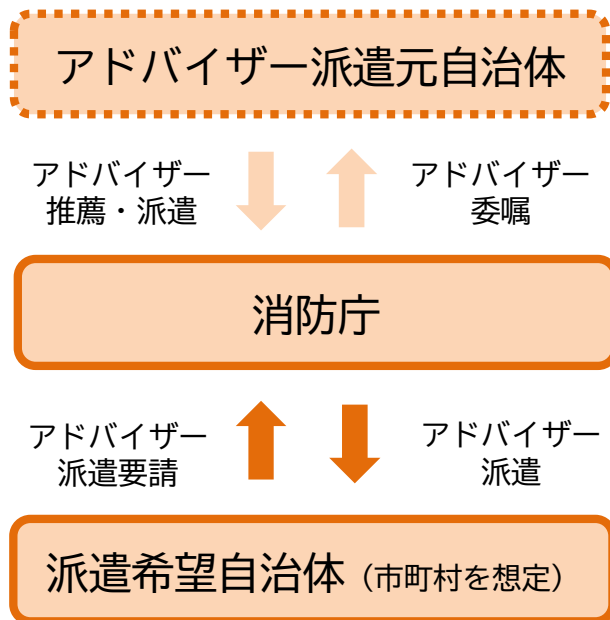 アドバイザー派遣元自治体
アドバイザー
推薦・派遣
アドバイザー
委嘱
消防庁
アドバイザー
派遣要請
アドバイザー
派遣
派遣希望自治体（市町村を想定）